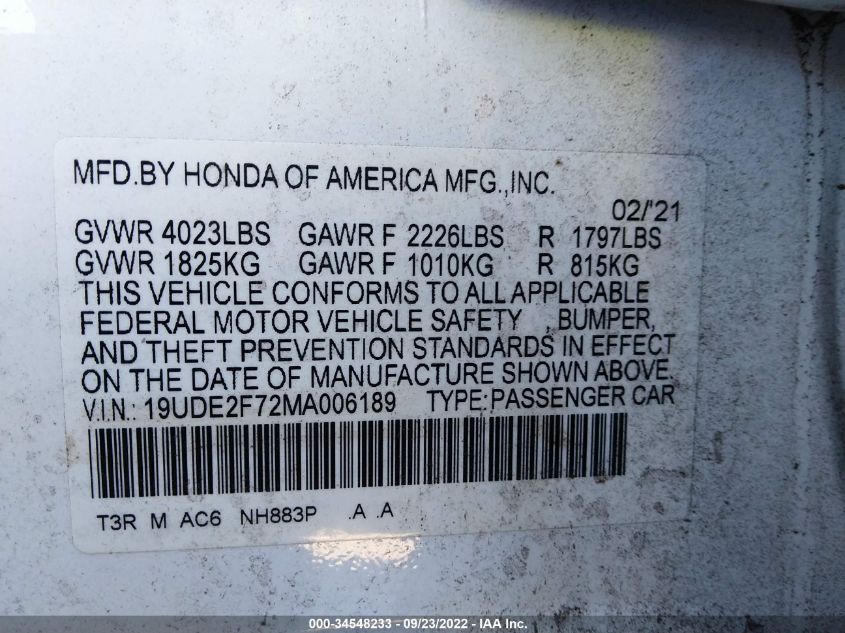 MFD.BY HONDA OF AMERICA MFG.,INC.
02/'21
GVWR 4023LBS GAWR F 2226LBS R 1797LBS
GVWR 1825KG GAWR F 1010KG R 815KG
THIS VEHICLE CONFORMS TO ALL APPLICABLE
FEDERAL MOTOR VEHICLE SAFETY , BUMPER,
AND THEFT PREVENTION STANDARDS IN EFFECT
ON THE DATE OF MANUFACTURE SHOWN ABOVE.
V.I.N.: 19UDE2F72MA006189 TYPE:PASSENGER CAR
T3R M AC6 NH883P .A .A
000-34548233 - 09/23/2022 - IAA Inc.